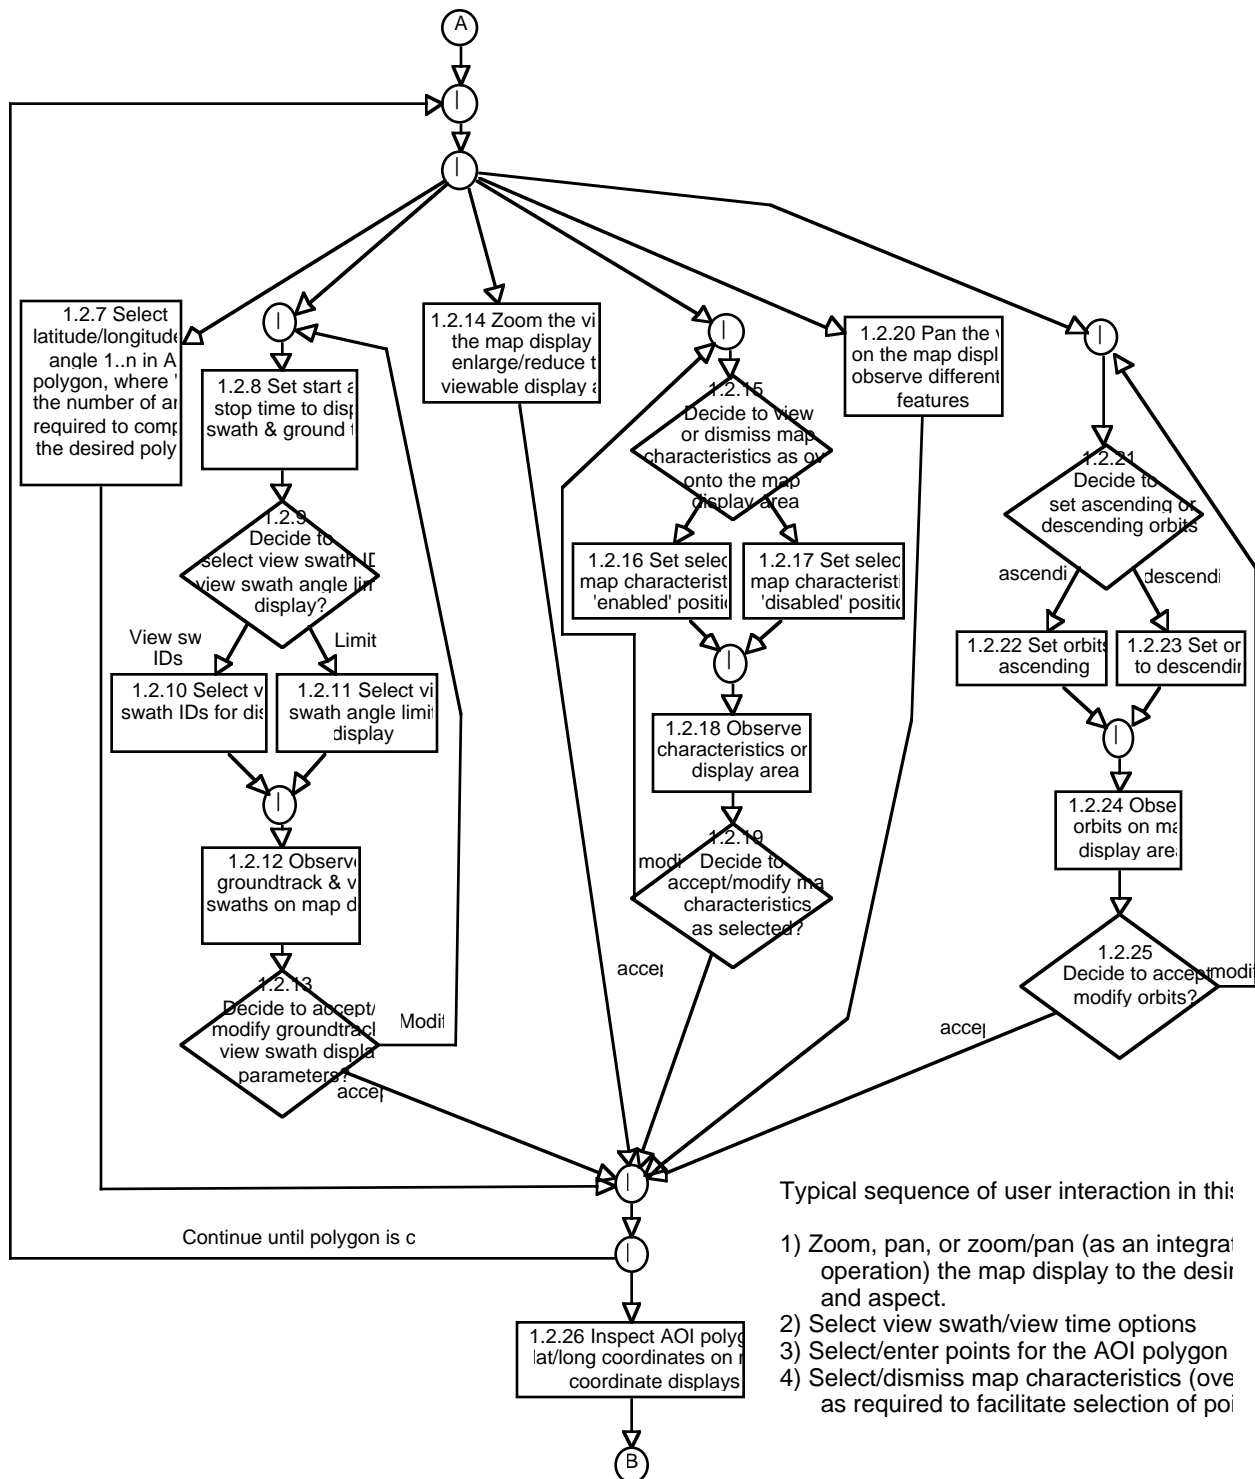 A
1.2.7 Select
latitude/longitude
angle 1..n in A
polygon, where '
the number of an
required to comp
the desired poly
1.2.8 Set start a
stop time to disp
swath & ground
1.2.9
Decide to
select view swath ID
view swath angle lim
display?
View sw
IDs
Limit
1.2.10 Select v
swath IDs for dis
1.2.11 Select vi
swath angle limit
display
1.2.12 Observe
groundtrack & v
swaths on map d
1.2.13
Decide to accept/
modify groundtrack
view swath displa
parameters?
Modif
accep
1.2.14 Zoom the vi
the map display
enlarge/reduce t
viewable display a
1.2.15
Decide to view
or dismiss map
characteristics as ov
onto the map
display area
1.2.16 Set selec
map characterist
'enabled' positio
1.2.17 Set selec
map characteristi
'disabled' positio
1.2.18 Observe
characteristics on
display area
1.2.19
Decide to
accept/modify ma
characteristics
as selected?
modi
accep
1.2.20 Pan the v
on the map displ
observe different
features
1.2.21
Decide to
set ascending or
descending orbits
ascendi
descendi
1.2.22 Set orbits
ascending
1.2.23 Set or
to descendin
1.2.24 Obse
orbits on ma
display area
1.2.25
Decide to accept
modify orbits?
modif
accep
Continue until polygon is c
1.2.26 Inspect AOI polyg
lat/long coordinates on
coordinate displays
B
Typical sequence of user interaction in this
1) Zoom, pan, or zoom/pan (as an integrat
operation) the map display to the desir
and aspect.
2) Select view swath/view time options
3) Select/enter points for the AOI polygon
4) Select/dismiss map characteristics (ove
as required to facilitate selection of poi